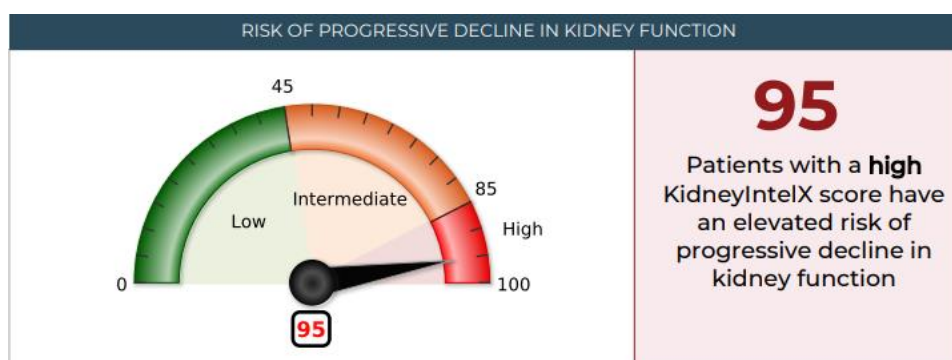 RISK OF PROGRESSIVE DECLINE IN KIDNEY FUNCTION
45
85
Intermediate
Low
High
0
100
95
95
Patients with a high
KidneyIntelX score have
an elevated risk of
progressive decline in
kidney function